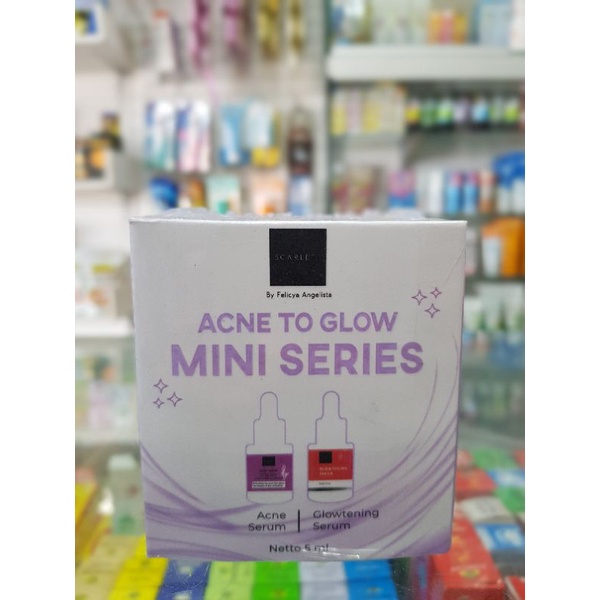 SCARLETT
By Felicya Angelista
ACNE TO GLOW
MINI SERIES
Acne Serum
Glowtening Serum
Netto 5 ml